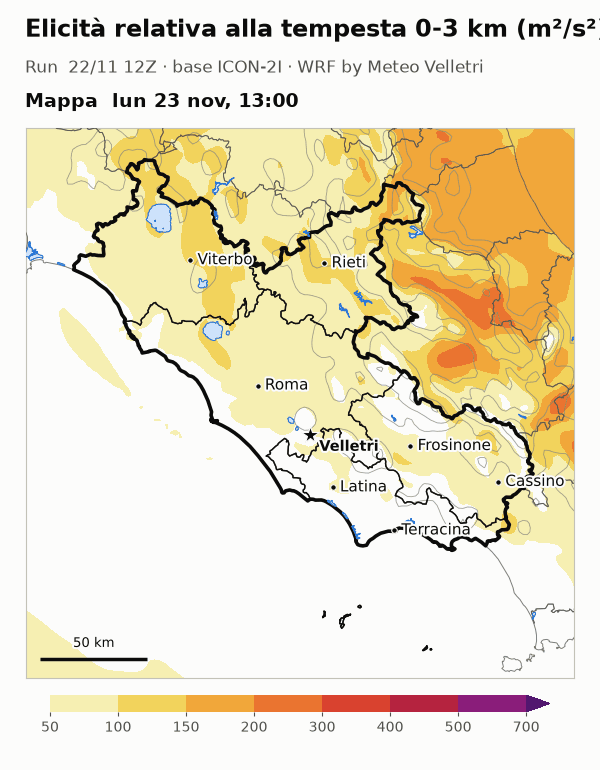 Elicità relativa alla tempesta 0-3 km (m²/s²)
Run  22/11 12Z · base ICON-2I · WRF by Meteo Velletri
Mappa  lun 23 nov, 13:00
Viterbo
Rieti
Roma
Velletri
Frosinone
Cassino
Latina
Terracina
50 km
50 100 150 200 300 400 500 700